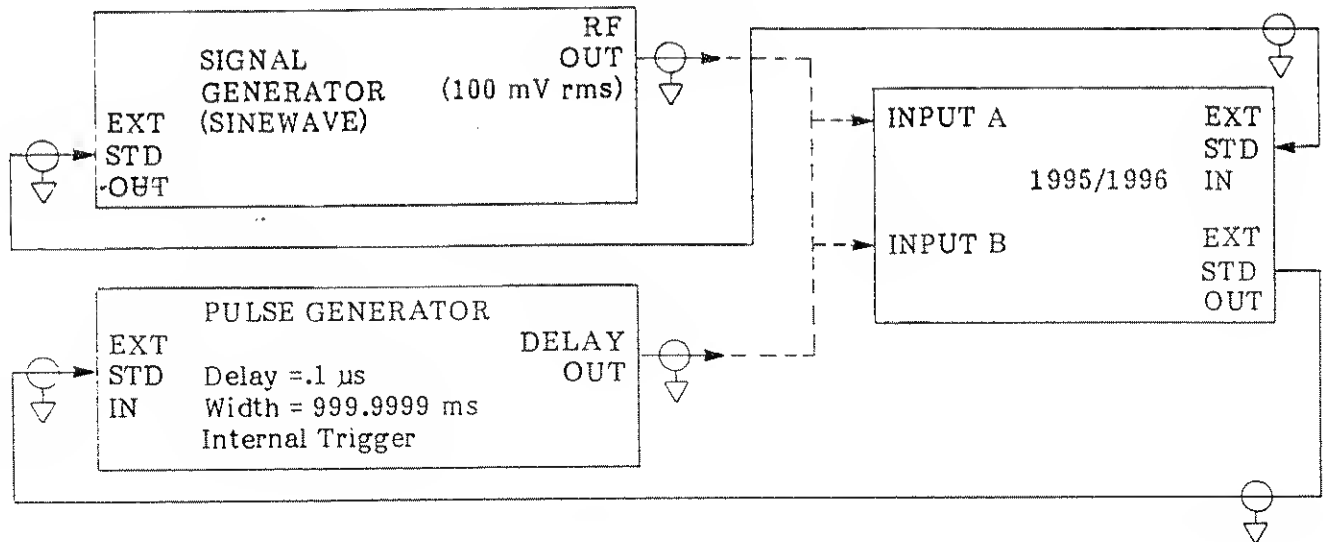 RF
SIGNAL OUT
GENERATOR (100 mV rms)
EXT (SINEWAVE)
STD
OUT
INPUT A EXT
STD
1995/1996 IN
INPUT B EXT
STD
OUT
PULSE GENERATOR
EXT DELAY
STD Delay =.1 µs OUT
IN Width = 999.9999 ms
Internal Trigger